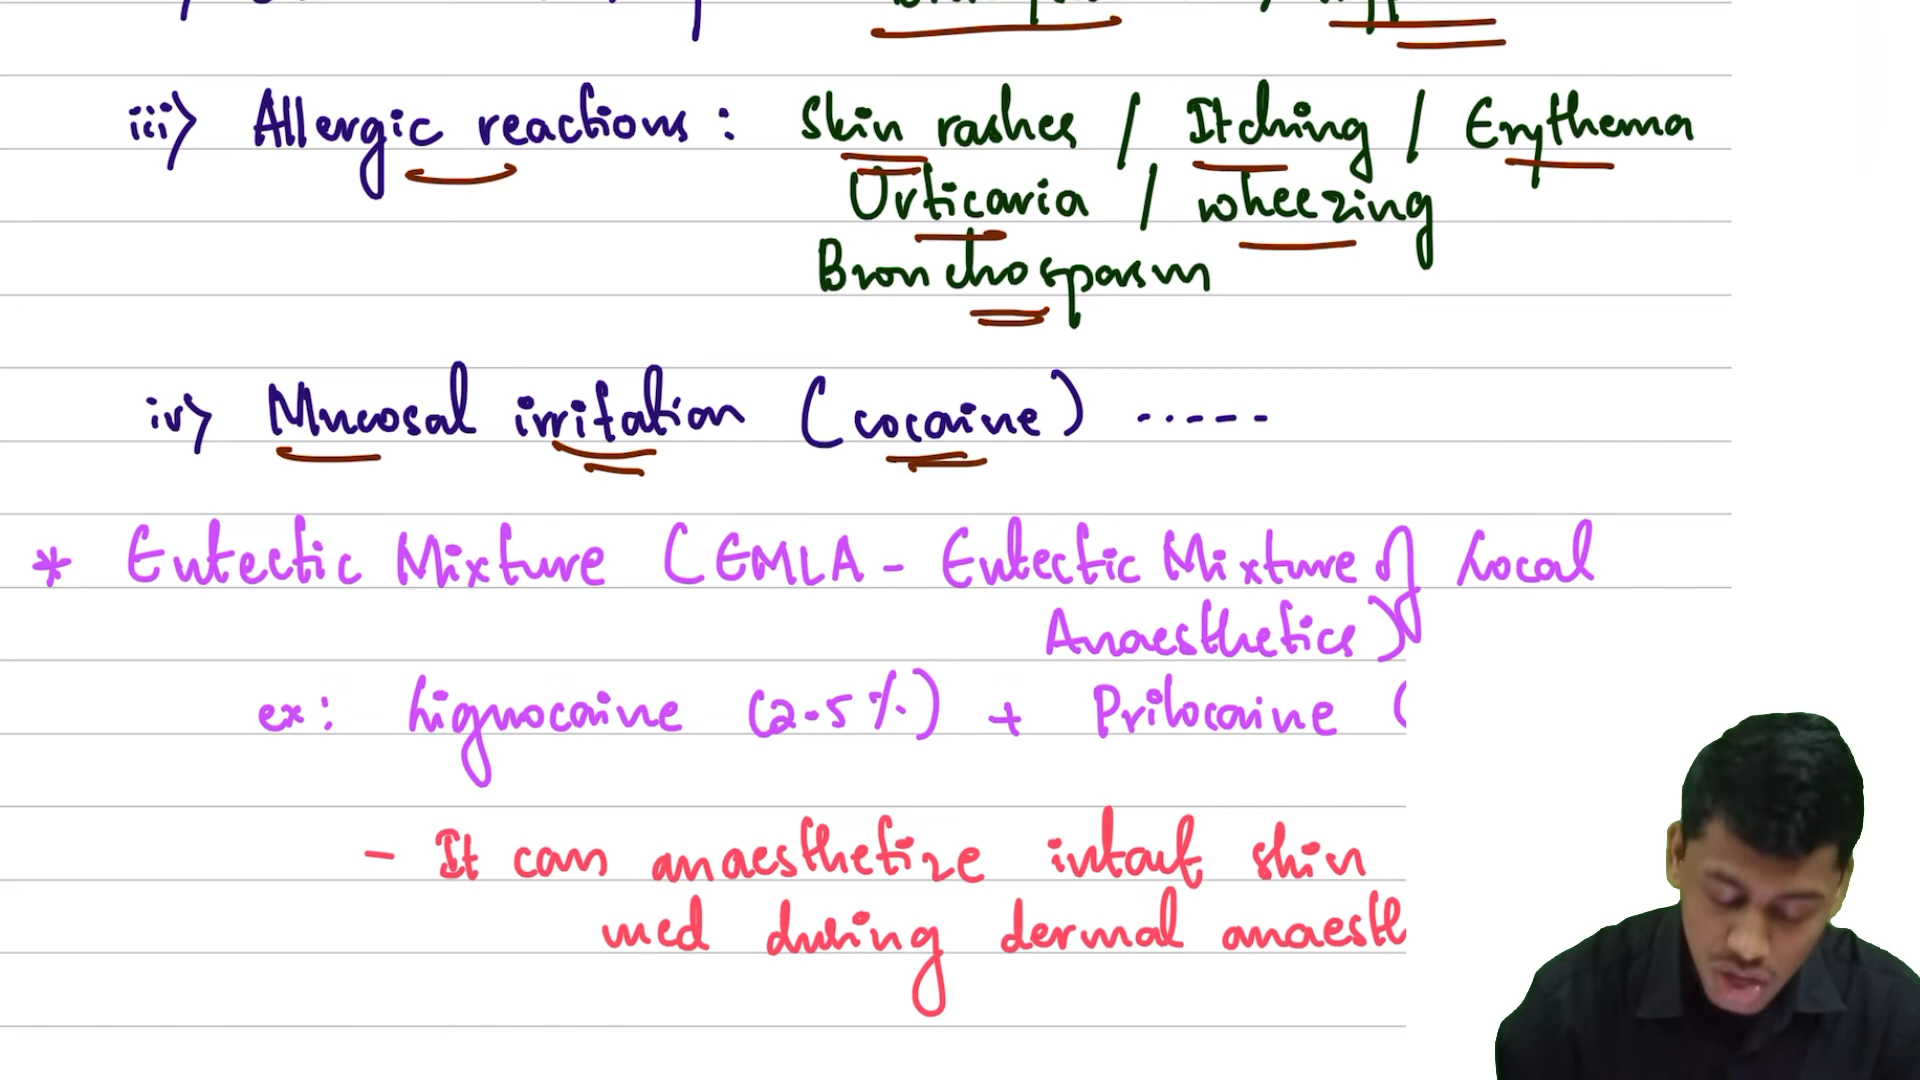 iii) Allergic reactions : Skin rashes / Itching / Erythema
Urticaria / wheezing
Bronchospasm
iv) Mucosal irritation (cocaine) -----
* Eutectic Mixture (EMLA - Eutectic Mixture of Local
Anaesthetics)
ex: Lignocaine (2.5%) + Prilocaine (
- It can anaesthetize intact skin
used during dermal anaesth